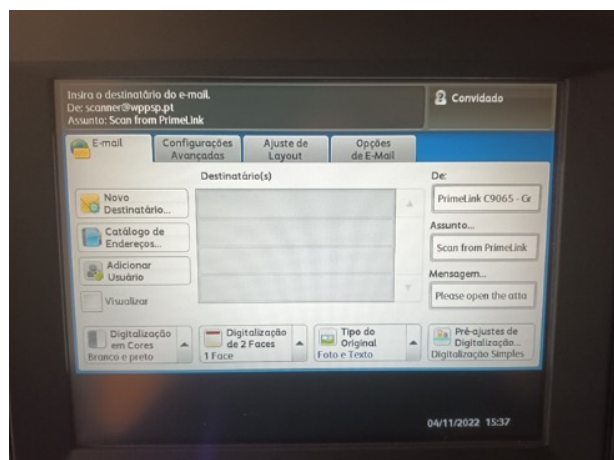 Insira o destinatário do e-mail.
De: scanner@wppsp.pt
Assunto: Scan from PrimeLink
Convidado
E-mail
Configurações
Avançadas
Ajuste de
Layout
Opções
de E-Mail
Destinatário(s)
De:
Novo
Destinatário...
PrimeLink C9065 - Gr
Catálogo de
Endereços...
Assunto...
Scan from PrimeLink
Adicionar
Usuário
Mensagem...
Visualizar
Please open the atta
Digitalização
em Cores
Branco e preto
Digitalização
de 2 Faces
1 Face
Tipo do
Original
Foto e Texto
Pré-ajustes de
Digitalização...
Digitalização Simples
04/11/2022 15:37